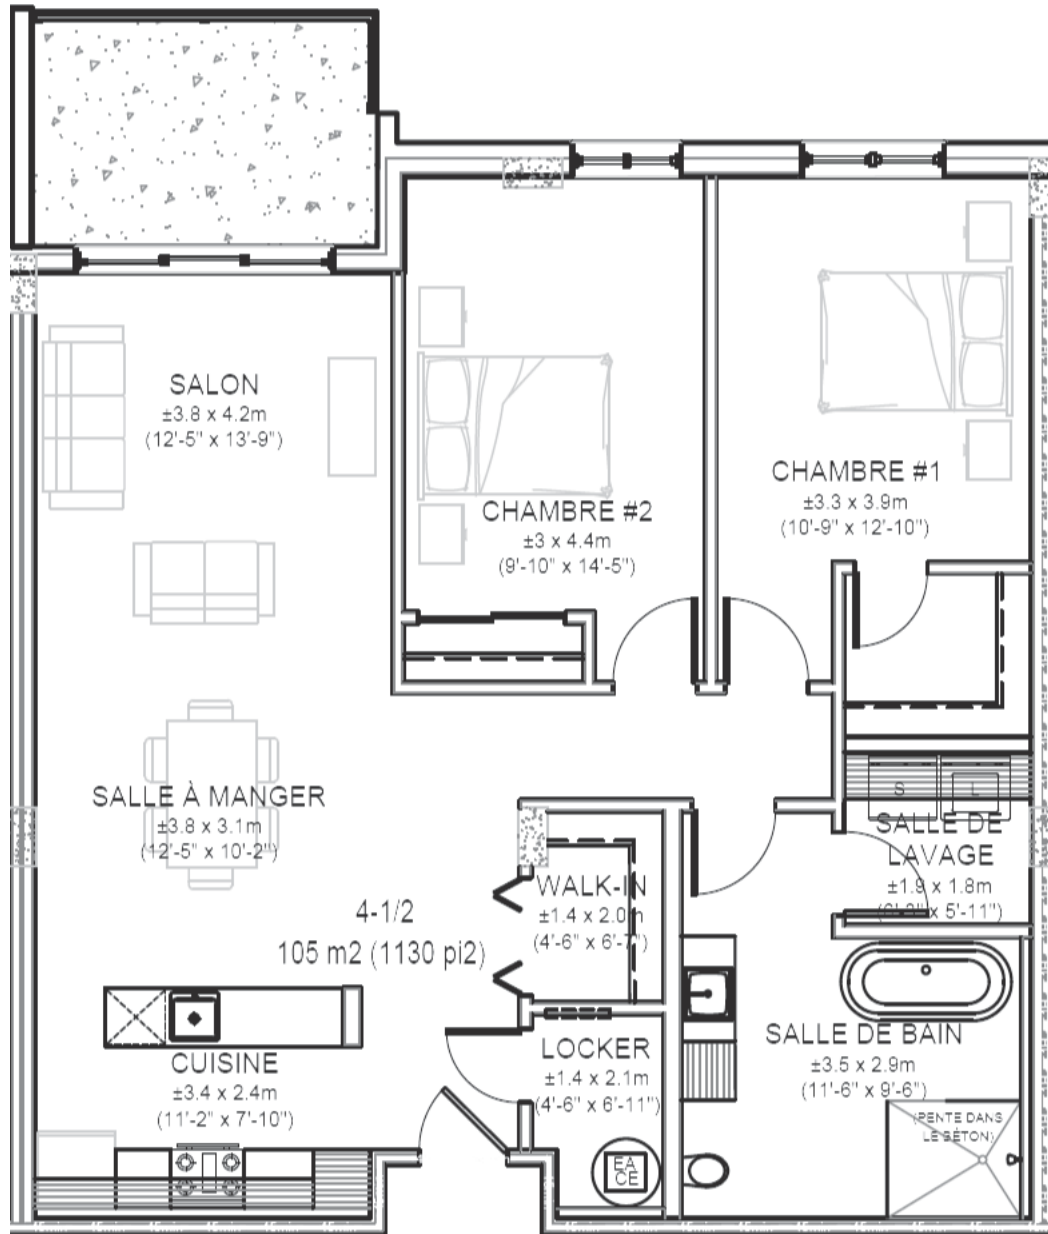 SALON
±3.8 x 4.2m
(12'-5" x 13'-9")
CHAMBRE #1
±3.3 x 3.9m
(10'-9" x 12'-10")
CHAMBRE #2
±3 x 4.4m
(9'-10" x 14'-5")
SALLE À MANGER
±3.8 x 3.1m
(12'-5" x 10'-2")
S
L
SALLE DE
LAVAGE
±1.9 x 1.8m
x 5'-11")
WALK-IN
±1.4 x 2.0m
(4'-6" x 6'-7")
4-1/2
105 m2 (1130 pi2)
CUISINE
±3.4 x 2.4m
(11'-2" x 7'-10")
LOCKER
±1.4 x 2.1m
(4'-6" x 6'-11")
EA
CE
SALLE DE BAIN
±3.5 x 2.9m
(11'-6" x 9'-6")
(PENTE DANS
LE BÉTON)